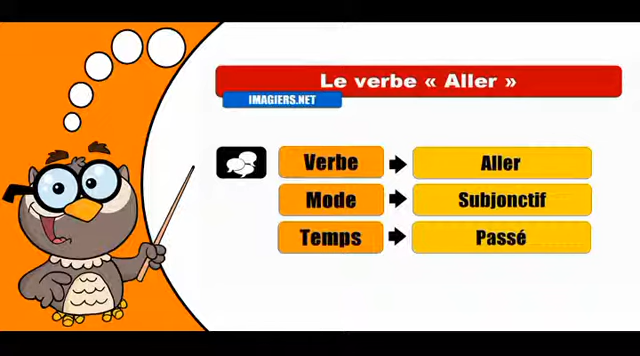 Le verbe « Aller »
IMAGIERS.NET
Verbe Aller
Mode Subjonctif
Temps Passé